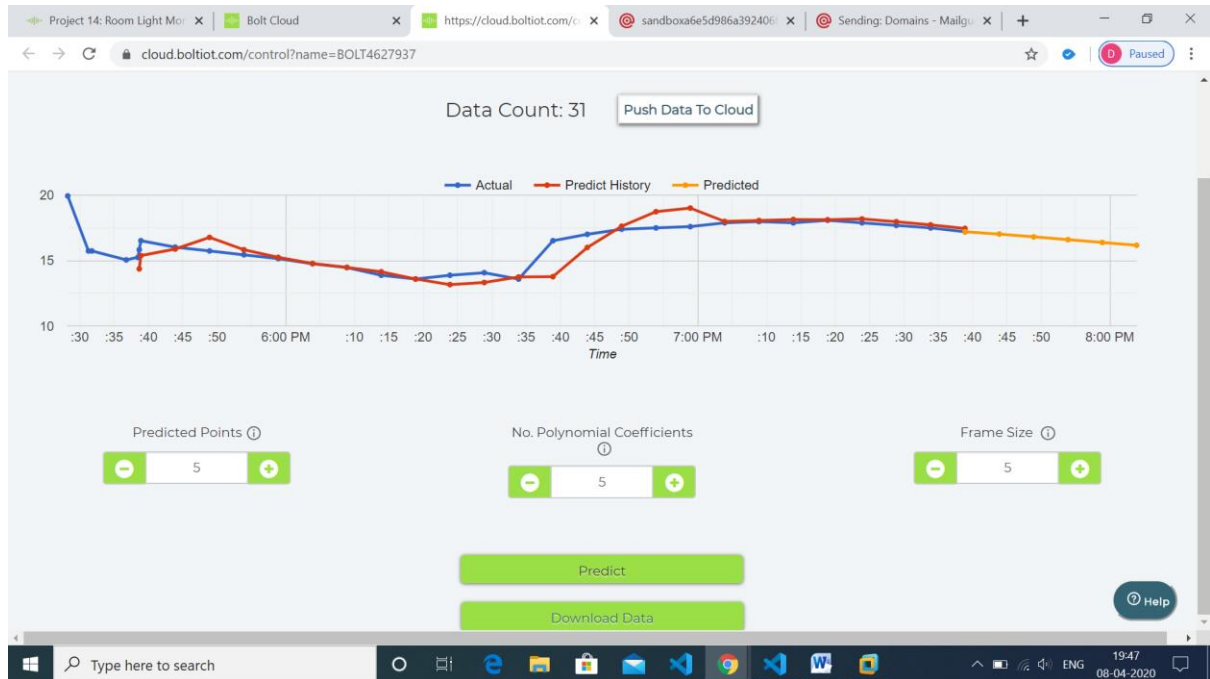 Project 14: Room Light Mor
Bolt Cloud
https://cloud.boltiot.com/c
sandboxa6e5d986a392406
Sending: Domains - Mailgu
cloud.boltiot.com/control?name=BOLT4627937
D Paused
Data Count: 31 Push Data To Cloud
Actual Predict History Predicted
20
15
10
:30 :35 :40 :45 :50 6:00 PM :10 :15 :20 :25 :30 :35 :40 :45 :50 7:00 PM :10 :15 :20 :25 :30 :35 :40 :45 :50 8:00 PM
Time
Predicted Points
5
No. Polynomial Coefficients
5
Frame Size
5
Predict
Download Data
Help
Type here to search
ENG
19:47
08-04-2020